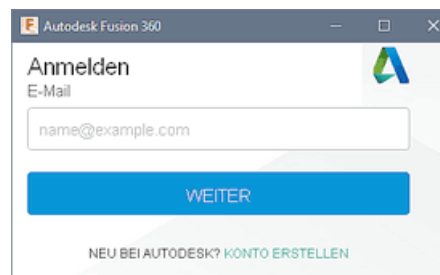 Autodesk Fusion 360
Anmelden
E-Mail
name@example.com
WEITER
NEU BEI AUTODESK? KONTO ERSTELLEN